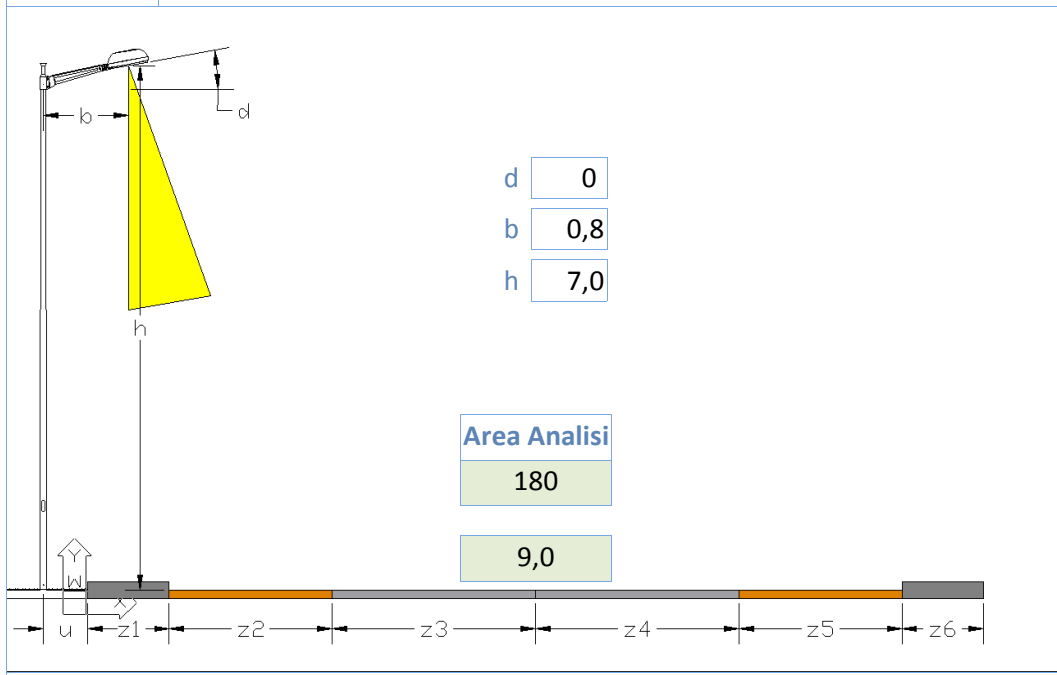 b
d
d 0
b 0,8
h 7,0
h
Area Analisi
180
9,0
Y
W
X
u z1 z2 z3 z4 z5 z6